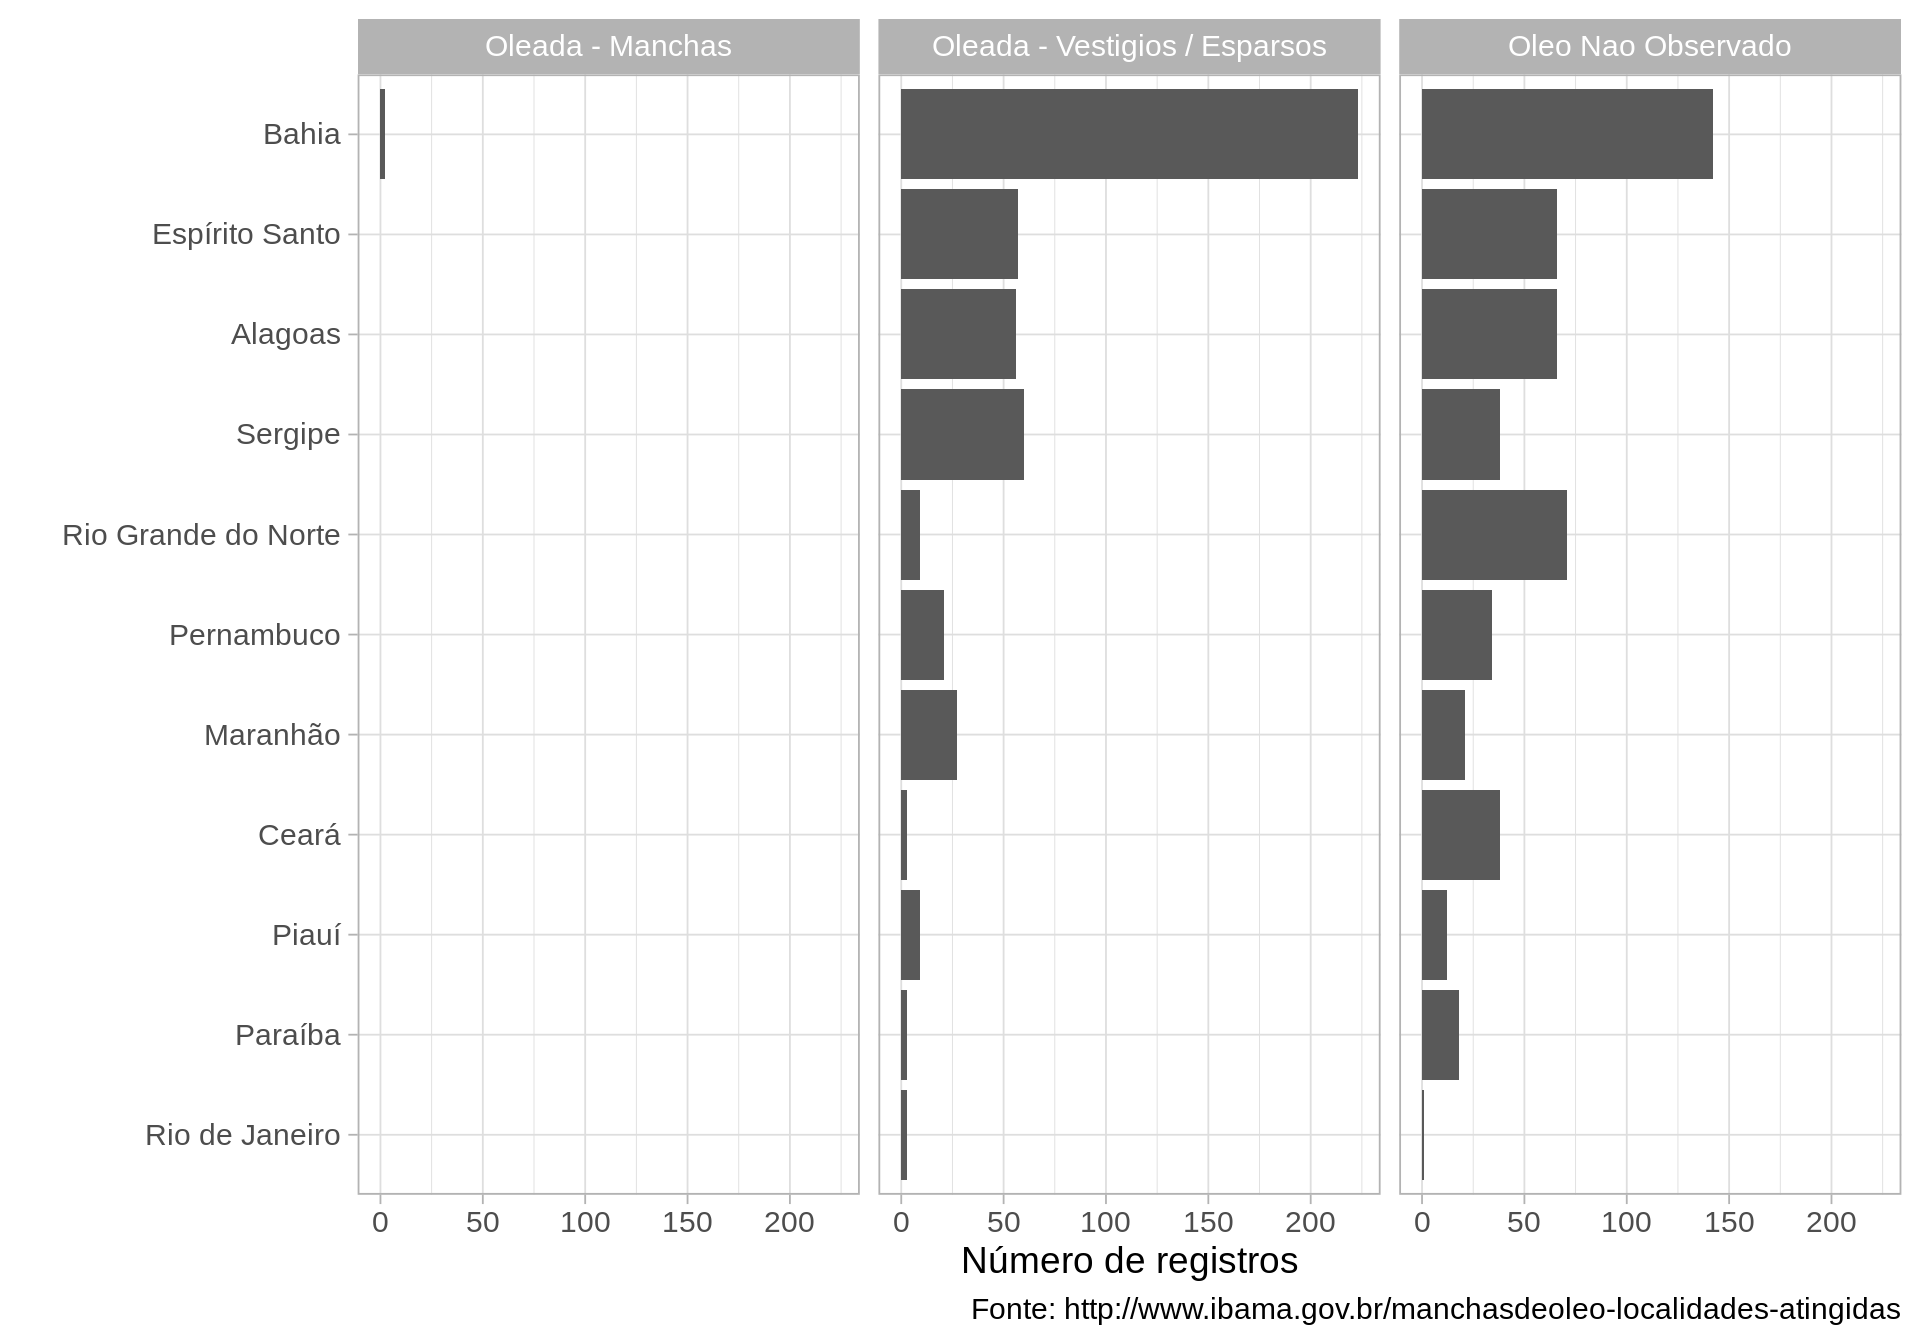 Oleada - Manchas
Oleada - Vestigios / Esparsos
Oleo Nao Observado
Bahia
Espírito Santo
Alagoas
Sergipe
Rio Grande do Norte
Pernambuco
Maranhão
Ceará
Piauí
Paraíba
Rio de Janeiro
0 50 100 150 200
0 50 100 150 200
0 50 100 150 200
Número de registros
Fonte: http://www.ibama.gov.br/manchasdeoleo-localidades-atingidas